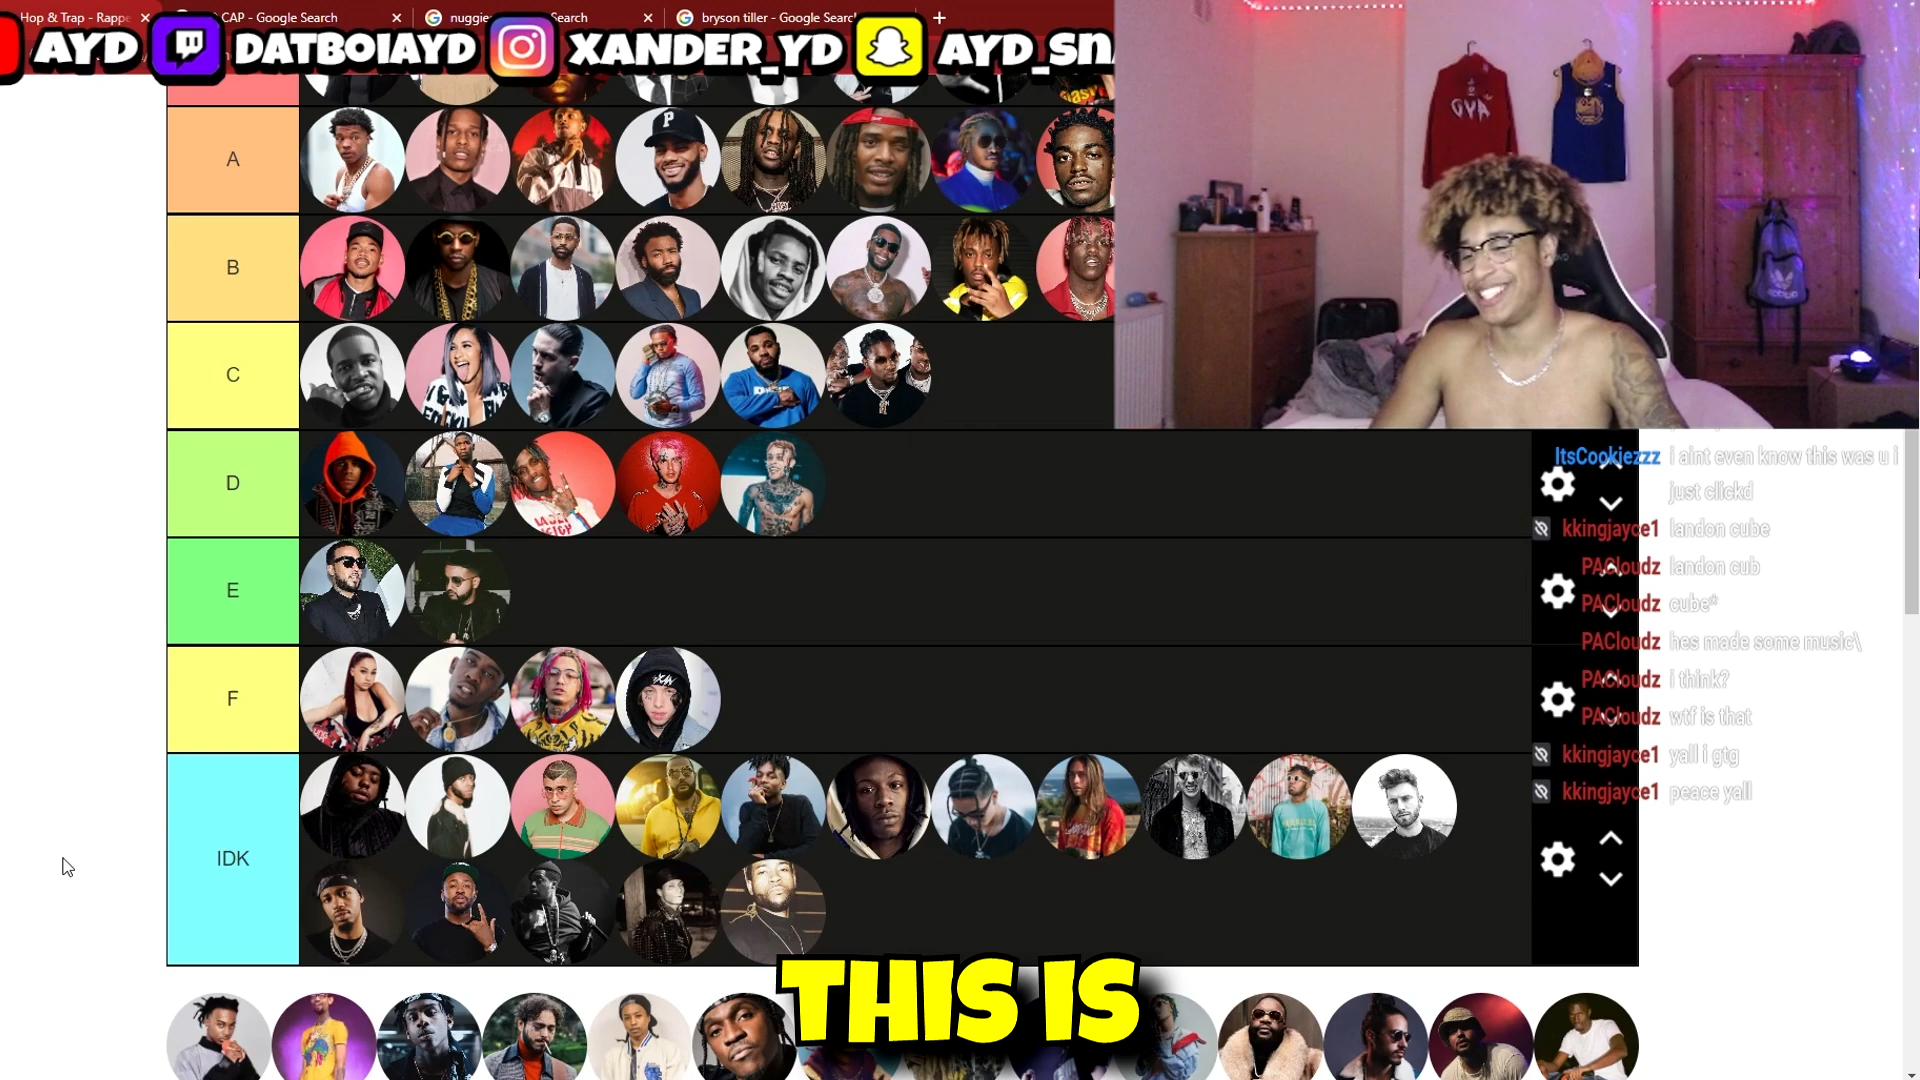 Hop & Trap - Rappe
CAP - Google Search
nuggie
Search
bryson tiller - Google Search
AYD
DATBOIAYD
XANDER_YD
AYD_SN
A
B
C
D
E
F
IDK
ItsCookiezzz i aint even know this was u i
just clickd
kkingjayce1 landon cube
PACloudz landon cub
PACloudz cube*
PACloudz hes made some music\
PACloudz i think?
PACloudz wtf is that
kkingjayce1 yall i gtg
kkingjayce1 peace yall
THIS IS